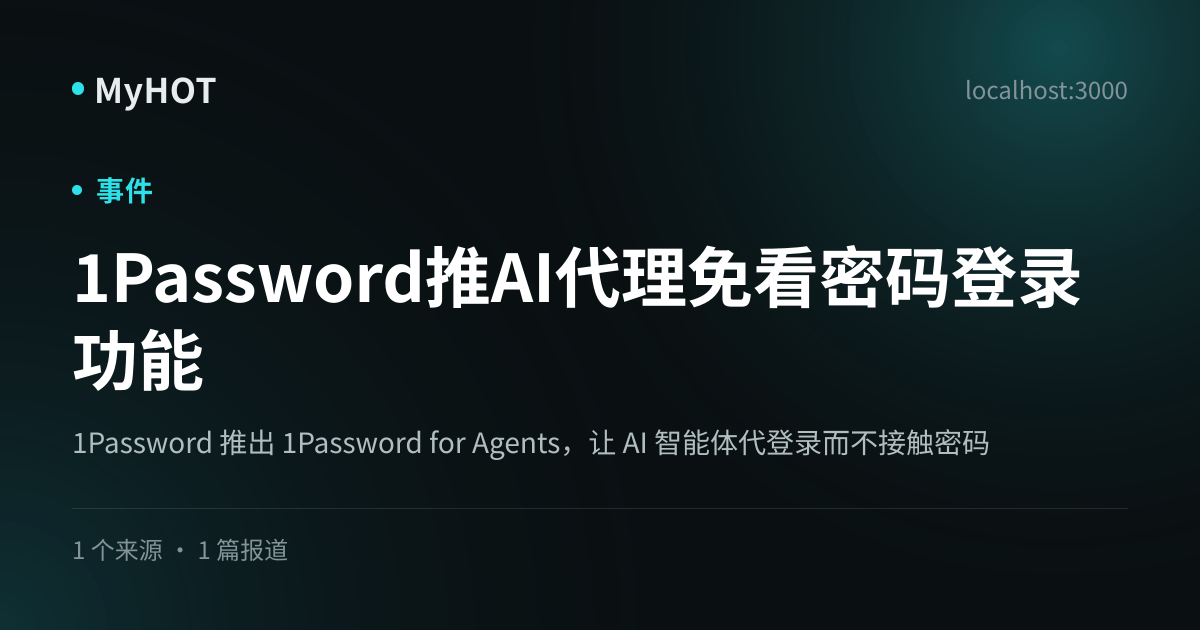 MyHOT
localhost:3000
事件
1Password推AI代理免看密码登录
功能
1Password 推出 1Password for Agents，让 AI 智能体代登录而不接触密码
1 个来源 · 1 篇报道